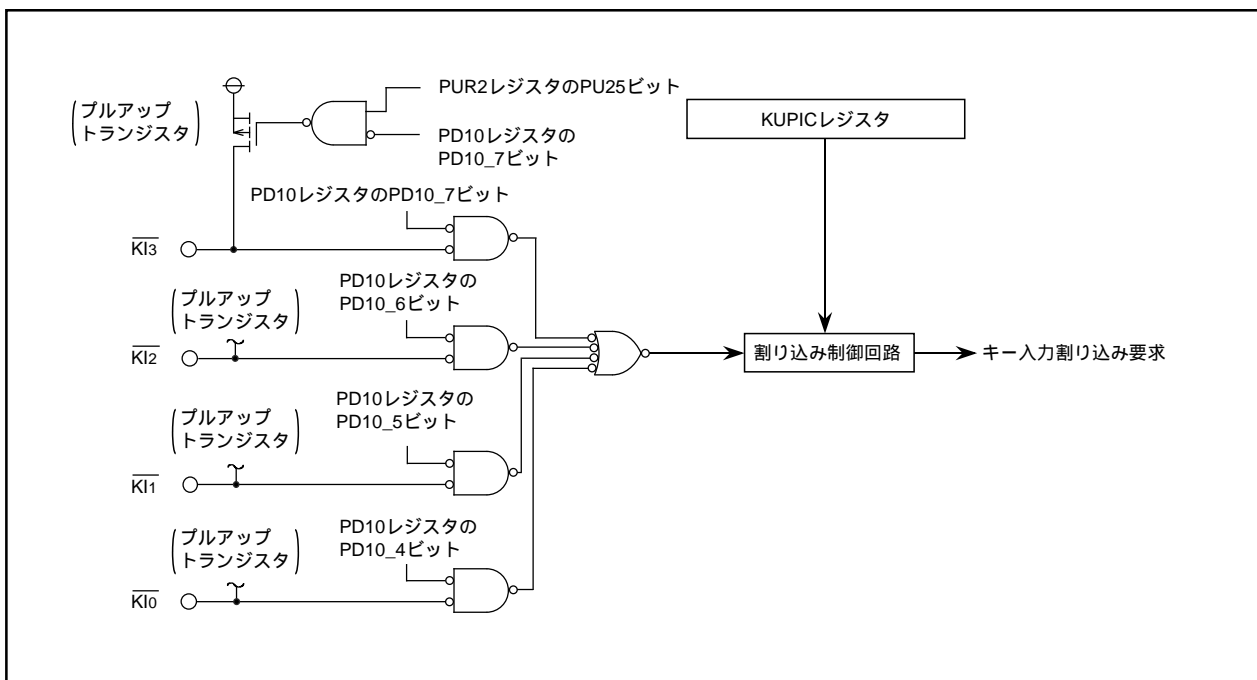 PUR2レジスタのPU25ビット
(プルアップ
トランジスタ)
PD10レジスタの
PD10_7ビット
KUPICレジスタ
PD10レジスタのPD10_7ビット
KI3
PD10レジスタの
PD10_6ビット
(プルアップ
トランジスタ)
KI2
割り込み制御回路
キー入力割り込み要求
PD10レジスタの
PD10_5ビット
(プルアップ
トランジスタ)
KI1
PD10レジスタの
PD10_4ビット
(プルアップ
トランジスタ)
KI0